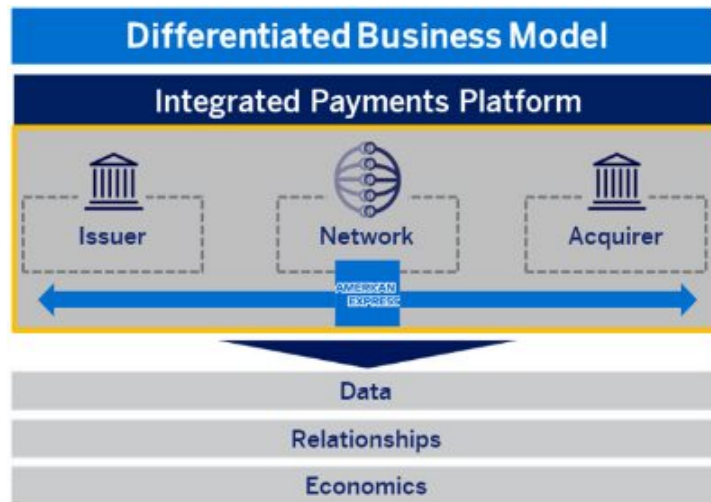 Differentiated Business Model
Integrated Payments Platform
Issuer
Network
Acquirer
AMERICAN
EXPRESS
Data
Relationships
Economics